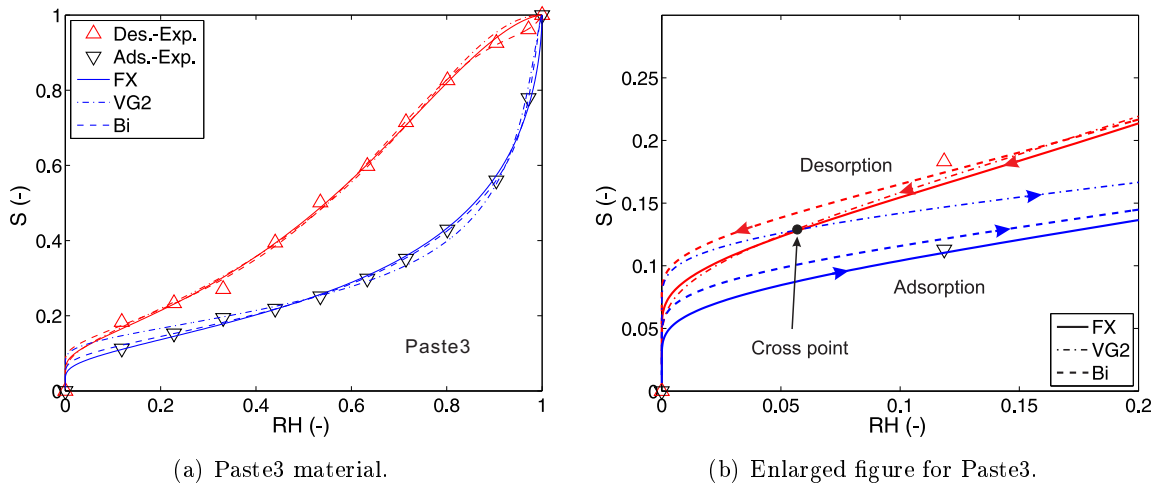 1
0.8
0.6
0.4
0.2
0
S (-)
0
0.2
0.4
0.6
0.8
1
RH (-)
Des.-Exp.
Ads.-Exp.
FX
VG2
Bi
Paste3
(a) Paste3 material.
0.25
0.2
0.15
0.1
0.05
0
S (-)
0
0.05
0.1
0.15
0.2
RH (-)
Desorption
Adsorption
Cross point
FX
VG2
Bi
(b) Enlarged figure for Paste3.